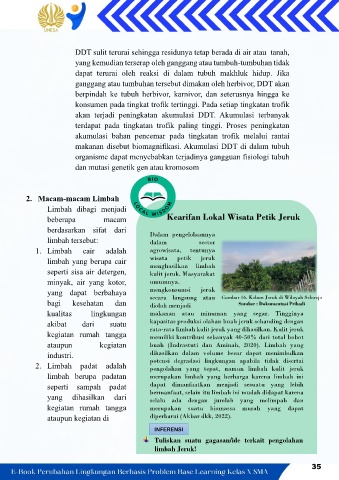 UNESA
DDT sulit terurai sehingga residunya tetap berada di air atau tanah,
yang kemudian terserap oleh ganggang atau tumbuh-tumbuhan tidak
dapat terurai oleh reaksi di dalam tubuh makhluk hidup. Jika
ganggang atau tumbuhan tersebut dimakan oleh herbivor, DDT akan
berpindah ke tubuh herbivor, karnivor, dan seterusnya hingga ke
konsumen pada tingkat trofik tertinggi. Pada setiap tingkatan trofik
akan terjadi peningkatan akumulasi DDT. Akumulasi terbanyak
terdapat pada tingkatan trofik paling tinggi. Proses peningkatan
akumulasi bahan pencemar pada tingkatan trofik melalui rantai
makanan disebut biomagnifikasi. Akumulasi DDT di dalam tubuh
organisme dapat menyebabkan terjadinya gangguan fisiologi tubuh
dan mutasi genetik gen atau kromosom
2. Macam-macam Limbah
Limbah dibagi menjadi
beberapa macam
berdasarkan sifat dari
limbah tersebut:
1. Limbah cair adalah
limbah yang berupa cair
seperti sisa air detergen,
minyak, air yang kotor,
yang dapat berbahaya
bagi kesehatan dan
kualitas lingkungan
akibat dari suatu
kegiatan rumah tangga
ataupun kegiatan
industri.
2. Limbah padat adalah
limbah berupa padatan
seperti sampah padat
yang dihasilkan dari
kegiatan rumah tangga
ataupun kegiatan di
BIO
LOKAL WISDOM
Kearifan Lokal Wisata Petik Jeruk
Dalam pengelolaannya
dalam sector
agrowisata, tentunya
wisata petik jeruk
menghasilkan limbah
kulit jeruk. Masyarakat
umumnya,
mengkonsumsi jeruk
secara langsung atau
diolah menjadi
Gambar 16. Kebun Jeruk di Wilayah Selorejo
Sumber : Dokumentasi Pribadi
makanan atau minuman yang segar. Tingginya
kapasitas produksi olahan buah jeruk sebanding dengan
rata-rata limbah kulit jeruk yang dihasilkan. Kulit jeruk
memiliki kontribusi sebanyak 40-50% dari total bobot
buah (Indrastuti dan Aminah, 2020). Limbah yang
dihasilkan dalam volume besar dapat menimbulkan
potensi degradasi lingkungan apabila tidak disertai
pengolahan yang tepat, namun limbah kulit jeruk
merupakan limbah yang berharga karena limbah ini
dapat dimanfaatkan menjadi sesuatu yang lebih
bermanfaat, selain itu limbah ini mudah didapat karena
selalu ada dengan jumlah yang melimpah dan
merupakan suatu biomassa murah yang dapat
diperbarui (Akbar dkk, 2022).
INFERENSI
Tuliskan suatu gagasan/ide terkait pengolahan
limbah Jeruk!
E-Book Perubahan Lingkungan Berbasis Problem Base Learning Kelas X SMA
35